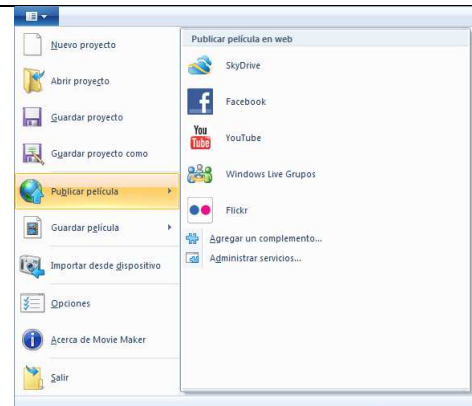 Nuevo proyecto
Abrir proyecto
Guardar proyecto
Guardar proyecto como
Publicar película
Guardar película
Importar desde dispositivo
Opciones
Acerca de Movie Maker
Salir
Publicar película en web
SkyDrive
f Facebook
You Tube YouTube
Windows Live Grupos
Flickr
Agregar un complemento...
Administrar servicios...